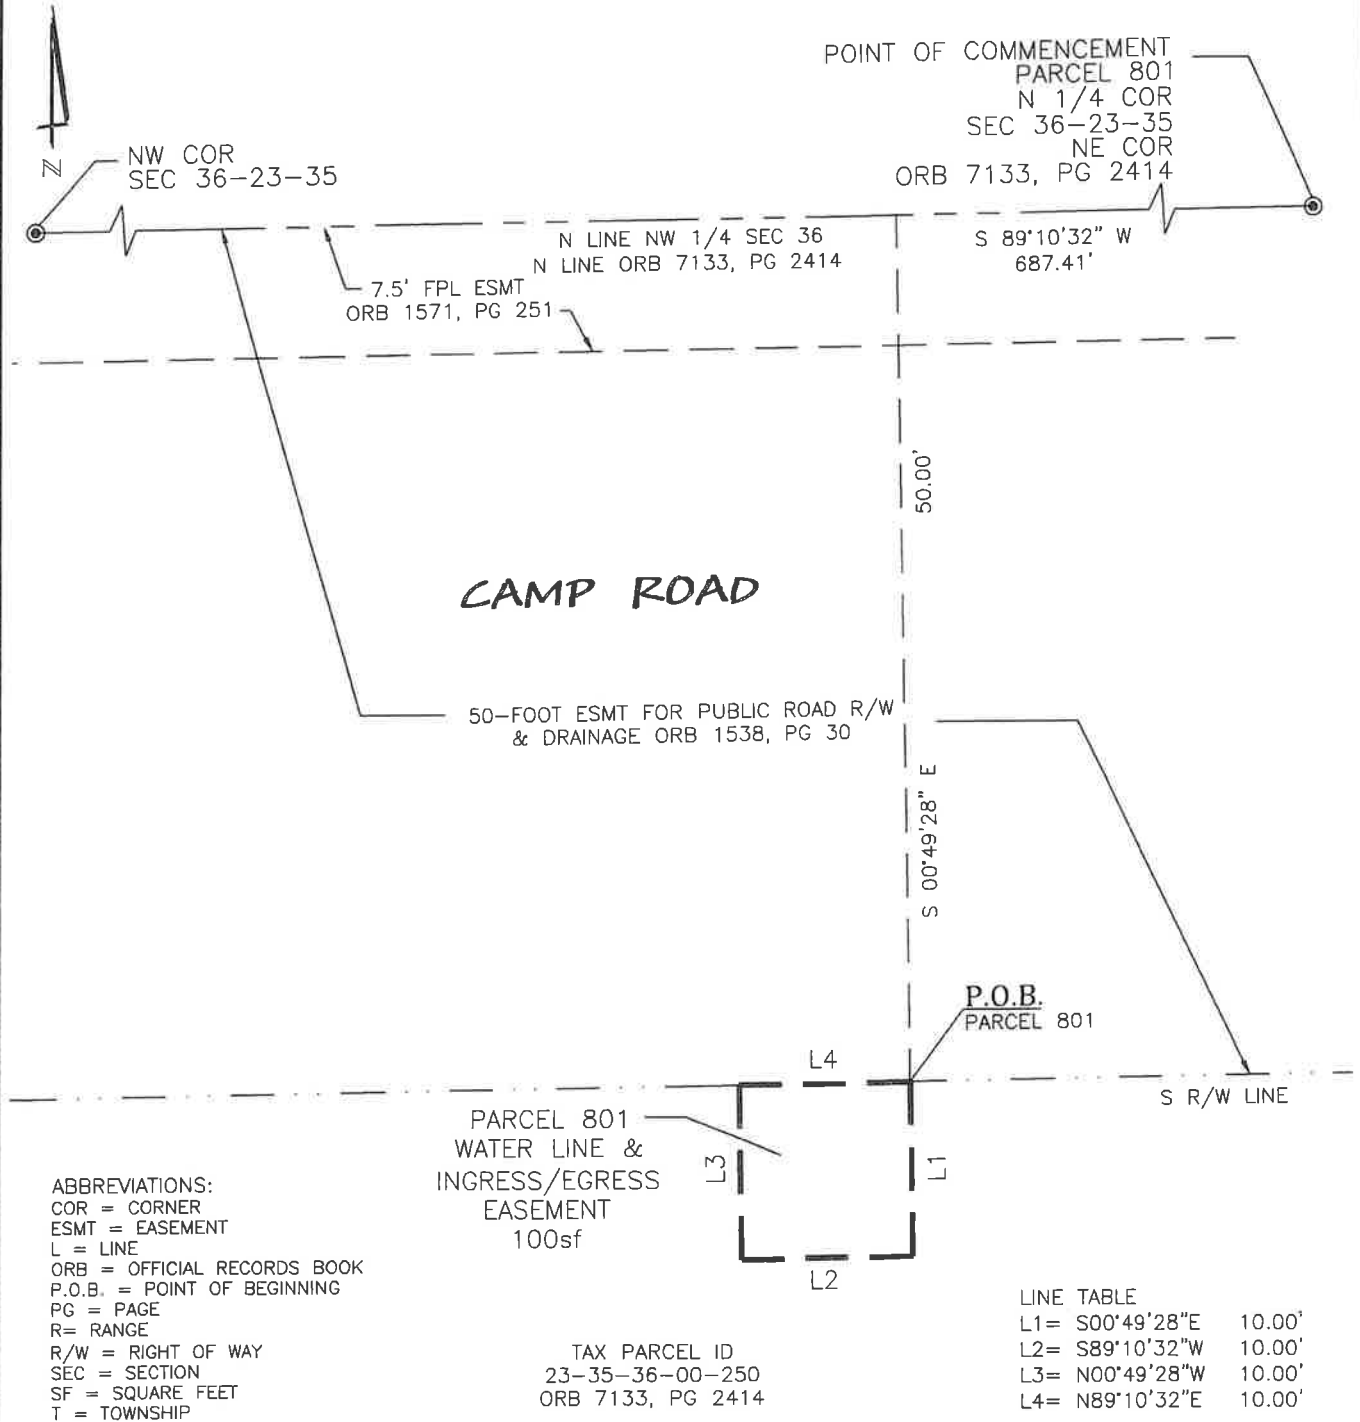 POINT OF COMMENCEMENT
PARCEL 801
N 1/4 COR
SEC 36-23-35
NE COR
ORB 7133, PG 2414
N
NW COR
SEC 36-23-35
N LINE NW 1/4 SEC 36
N LINE ORB 7133, PG 2414
S 89°10'32" W
687.41'
7.5' FPL ESMT
ORB 1571, PG 251
50.00'
CAMP ROAD
50-FOOT ESMT FOR PUBLIC ROAD R/W
& DRAINAGE ORB 1538, PG 30
S 00°49'28" E
P.O.B.
PARCEL 801
L4
S R/W LINE
PARCEL 801
WATER LINE &
INGRESS/EGRESS
EASEMENT
100sf
L3
L1
L2
ABBREVIATIONS:
COR = CORNER
ESMT = EASEMENT
L = LINE
ORB = OFFICIAL RECORDS BOOK
P.O.B. = POINT OF BEGINNING
PG = PAGE
R= RANGE
R/W = RIGHT OF WAY
SEC = SECTION
SF = SQUARE FEET
T = TOWNSHIP
TAX PARCEL ID
23-35-36-00-250
ORB 7133, PG 2414
LINE TABLE
L1= S00°49'28"E 10.00'
L2= S89°10'32"W 10.00'
L3= N00°49'28"W 10.00'
L4= N89°10'32"E 10.00'